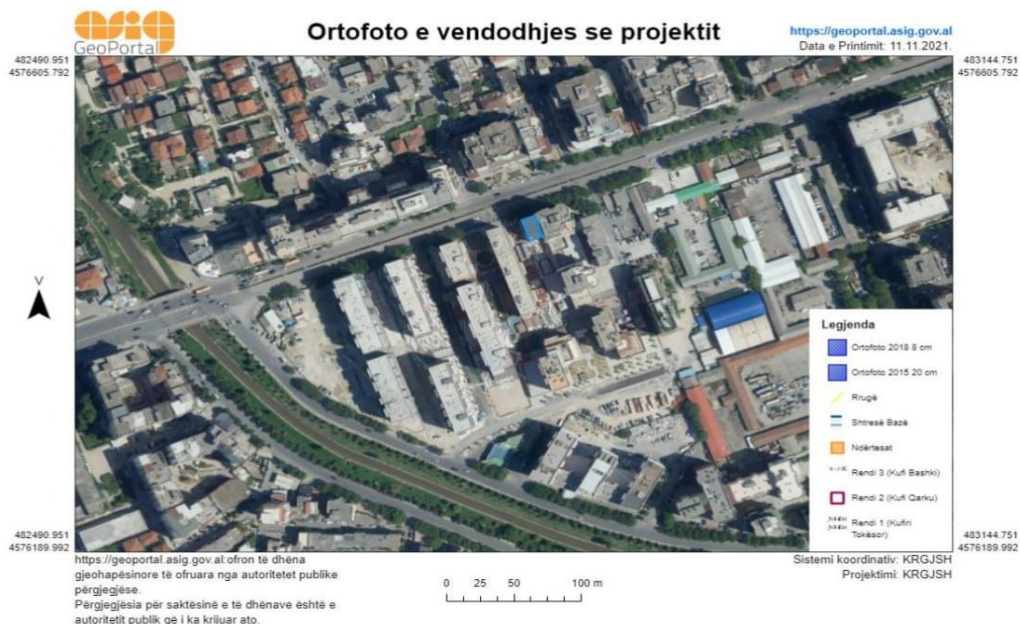 asig
GeoPortal
Ortofoto e vendodhjes se projektit
https://geoportal.asig.gov.al
Data e Printimit: 11.11.2021.
482490.951
4576605.792
483144.751
4576605.792
V
Legjenda
Ortofoto 2018 8 cm
Ortofoto 2015 20 cm
Rrugë
Shtresë Bazë
Ndërtesat
Rendi 3 (Kufi Bashki)
Rendi 2 (Kufi Qarku)
Rendi 1 (Kufiri
Tokësor)
482490.951
4576189.992
483144.751
4576189.992
https://geoportal.asig.gov.al ofron të dhëna
gjeohapësinore të ofruara nga autoritetet publike
përgjegjëse.
Përgjegjësia për saktësinë e të dhënave është e
autoritetit publik që i ka krijuar ato.
0 25 50 100 m
Sistemi koordinativ: KRGJSH
Projektimi: KRGJSH